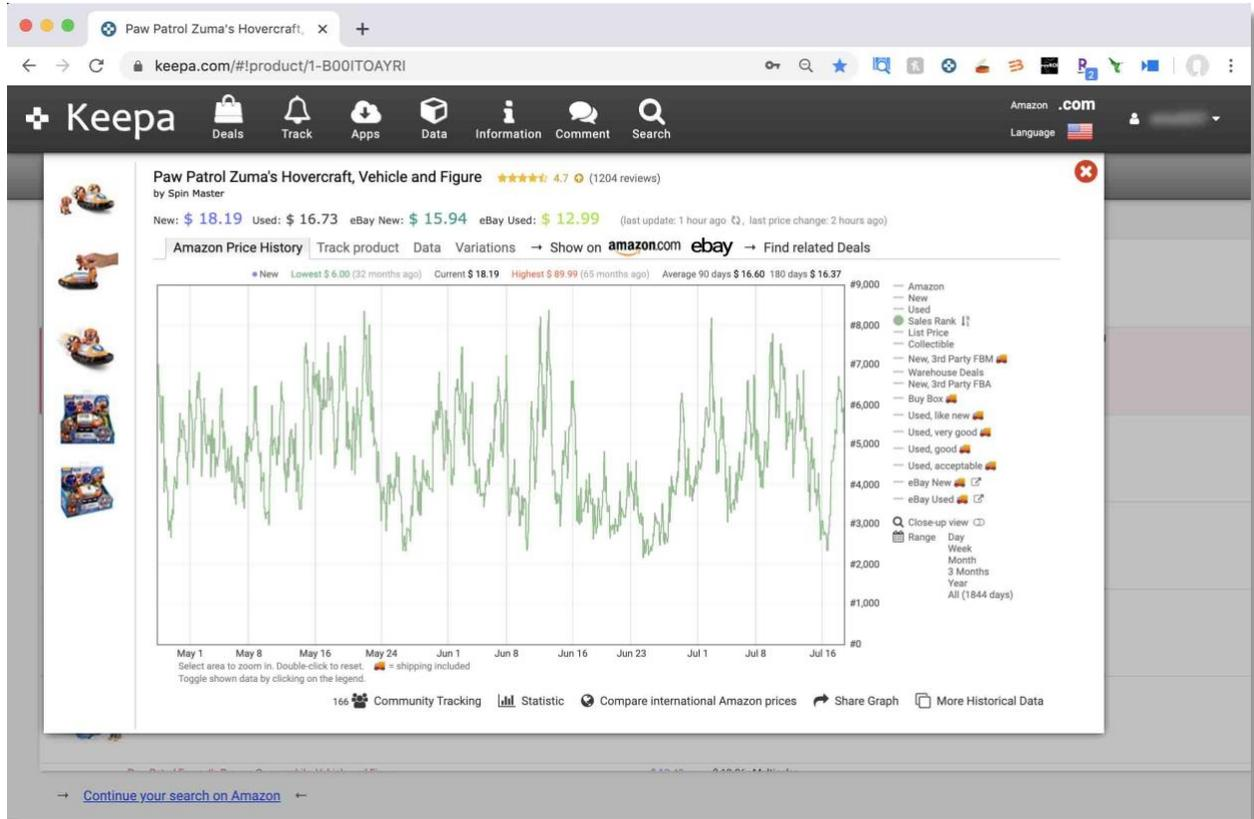 Paw Patrol Zuma's Hovercraft,
keepa.com/#!product/1-B00ITOAYRI
Keepa
Deals Track Apps Data Information Comment Search
Amazon .com
Language
Paw Patrol Zuma's Hovercraft, Vehicle and Figure 4.7 (1204 reviews)
by Spin Master
New: $ 18.19 Used: $ 16.73 eBay New: $ 15.94 eBay Used: $ 12.99 (last update: 1 hour ago, last price change: 2 hours ago)
Amazon Price History Track product Data Variations → Show on amazon.com ebay → Find related Deals
New Lowest $ 6.00 (32 months ago) Current $ 18.19 Highest $ 89.99 (65 months ago) Average 90 days $ 16.60 180 days $ 16.37
#9,000
#8,000
#7,000
#6,000
#5,000
#4,000
#3,000
#2,000
#1,000
#0
Amazon
New
Used
Sales Rank
List Price
Collectible
New, 3rd Party FBM
Warehouse Deals
New, 3rd Party FBA
Buy Box
Used, like new
Used, very good
Used, good
Used, acceptable
eBay New
eBay Used
Close-up view
Range Day
Week
Month
3 Months
Year
All (1844 days)
May 1 May 8 May 16 May 24 Jun 1 Jun 8 Jun 16 Jun 23 Jul 1 Jul 8 Jul 16
Select area to zoom in. Double-click to reset. = shipping included
Toggle shown data by clicking on the legend.
166 Community Tracking Statistic Compare international Amazon prices Share Graph More Historical Data
→ Continue your search on Amazon ←